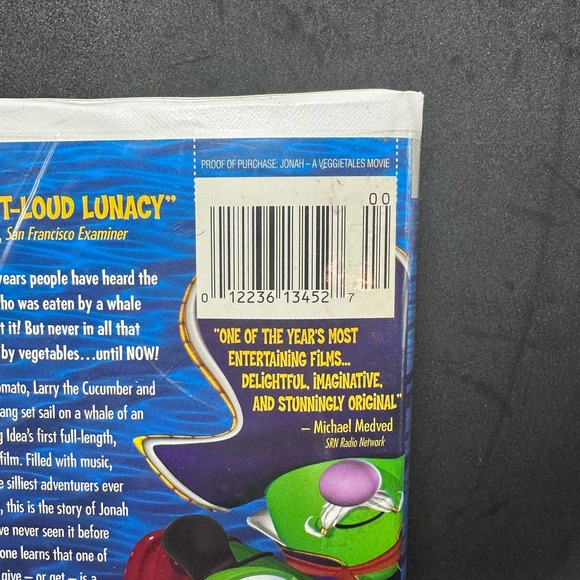 PROOF OF PURCHASE: JONAH – A VEGGIETALES MOVIE
00
0 12236 13452 7
T-LOUD LUNACY"
, San Francisco Examiner
years people have heard the
ho was eaten by a whale
t it! But never in all that
by vegetables...until NOW!
"ONE OF THE YEAR'S MOST
ENTERTAINING FILMS...
DELIGHTFUL, IMAGINATIVE,
AND STUNNINGLY ORIGINAL"
– Michael Medved
SRN Radio Network
omato, Larry the Cucumber and
ang set sail on a whale of an
g Idea's first full-length,
film. Filled with music,
e silliest adventurers ever
, this is the story of Jonah
ve never seen it before
one learns that one of
give – or get – is a